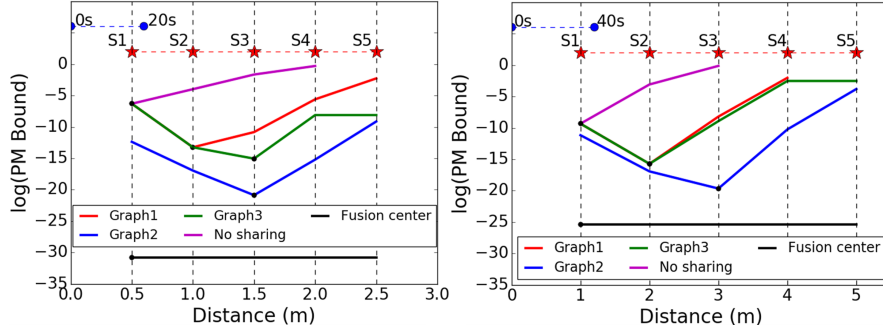 0s 20s
S1 S2 S3 S4 S5
0
−5
−10
−15
−20
−25
−30
−35
log(PM Bound)
Graph1 Graph3 Fusion center
Graph2 No sharing
0.0 0.5 1.0 1.5 2.0 2.5 3.0
Distance (m)
0s 40s
S1 S2 S3 S4 S5
0
−5
−10
−15
−20
−25
−30
−35
log(PM Bound)
Graph1 Graph3 Fusion center
Graph2 No sharing
0 1 2 3 4 5
Distance (m)